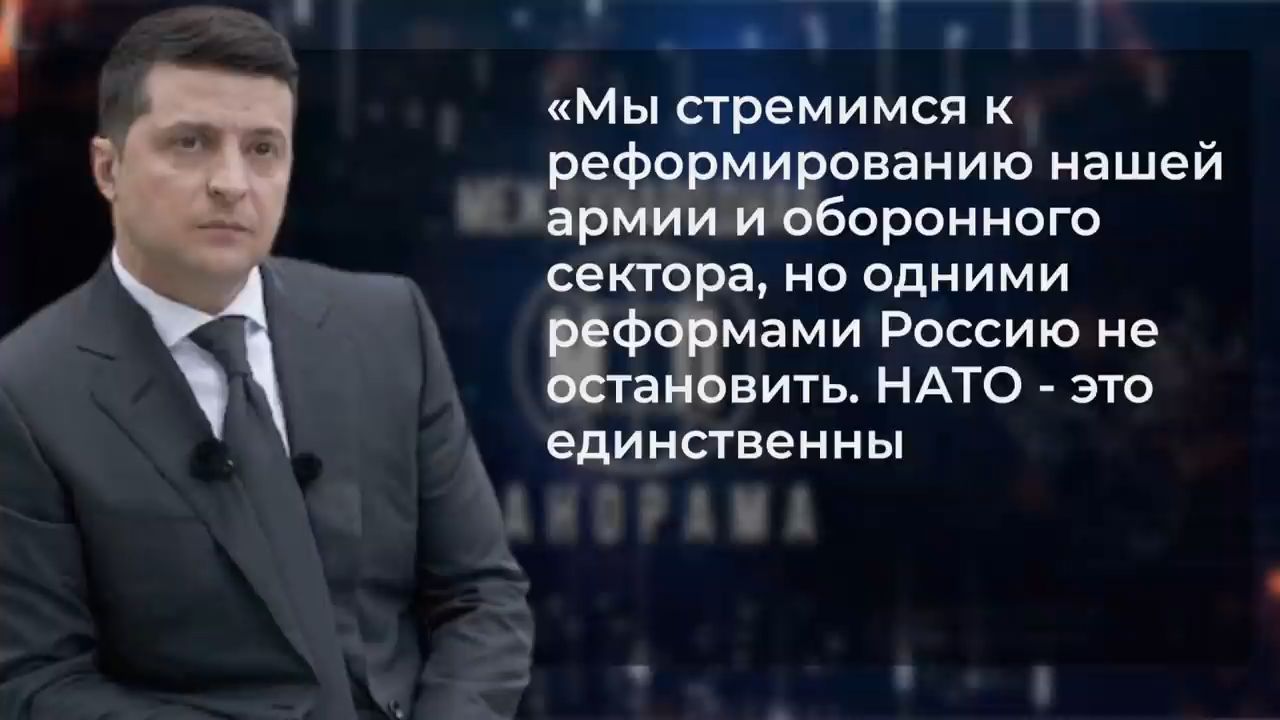 «Мы стремимся к
реформированию нашей
армии и оборонного
сектора, но одними
реформами Россию не
остановить. НАТО - это
единственны